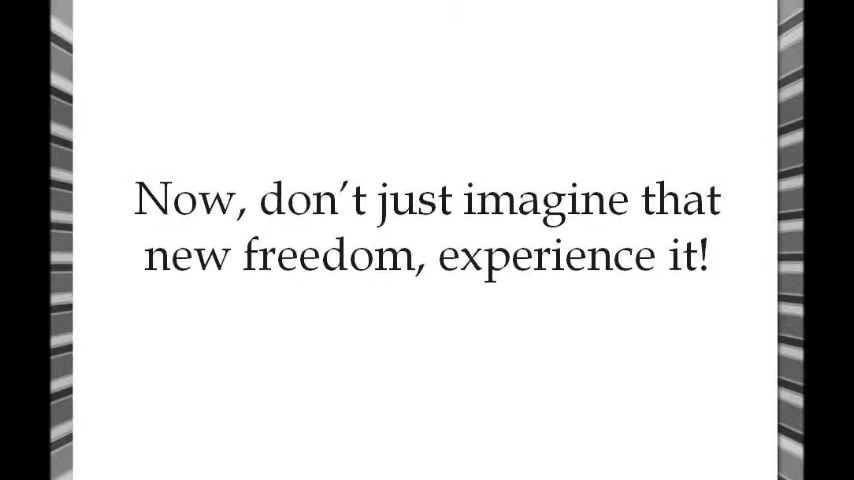 Now, don’t just imagine that
new freedom, experience it!